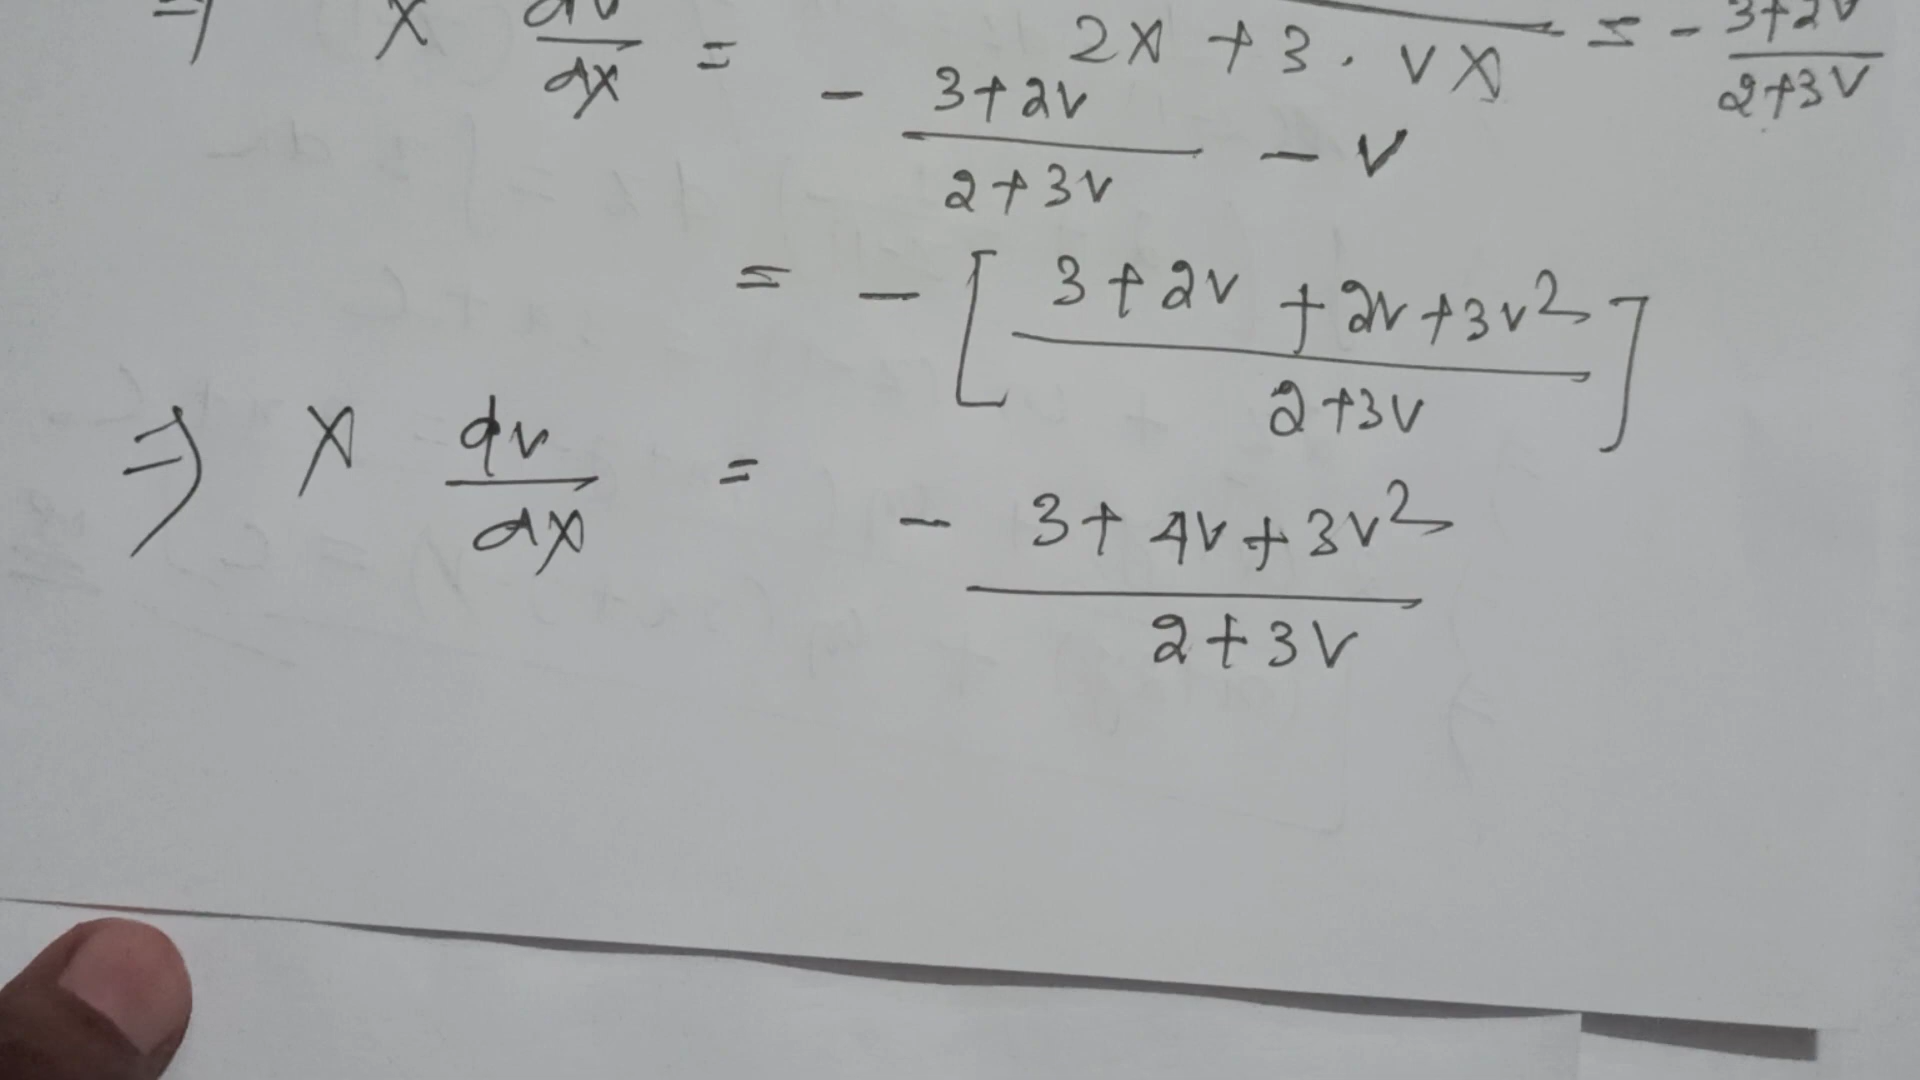 ⇒ x dv/dx = - (3+2v)/(2+3v) - v
2x + 3 . vx = - (3+2v)/(2+3v)
= - [ (3+2v+2v+3v²)/(2+3v) ]
⇒ x dv/dx = - (3+4v+3v²)/(2+3v)